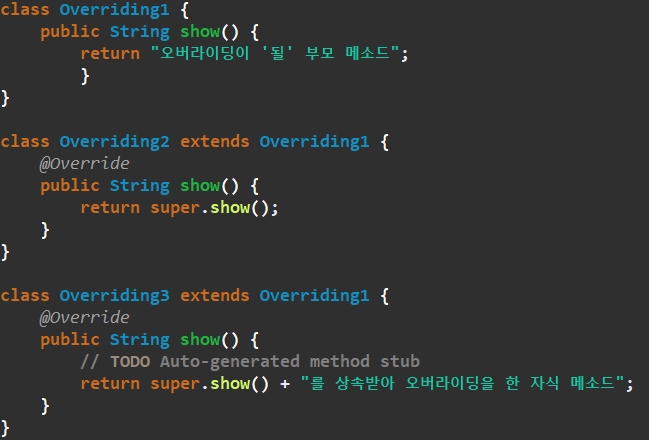 class Overriding1 {
    public String show() {
        return "오버라이딩이 '될' 부모 메소드";
        }
}

class Overriding2 extends Overriding1 {
    @Override
    public String show() {
        return super.show();
    }
}

class Overriding3 extends Overriding1 {
    @Override
    public String show() {
        // TODO Auto-generated method stub
        return super.show() + "를 상속받아 오버라이딩을 한 자식 메소드";
    }
}